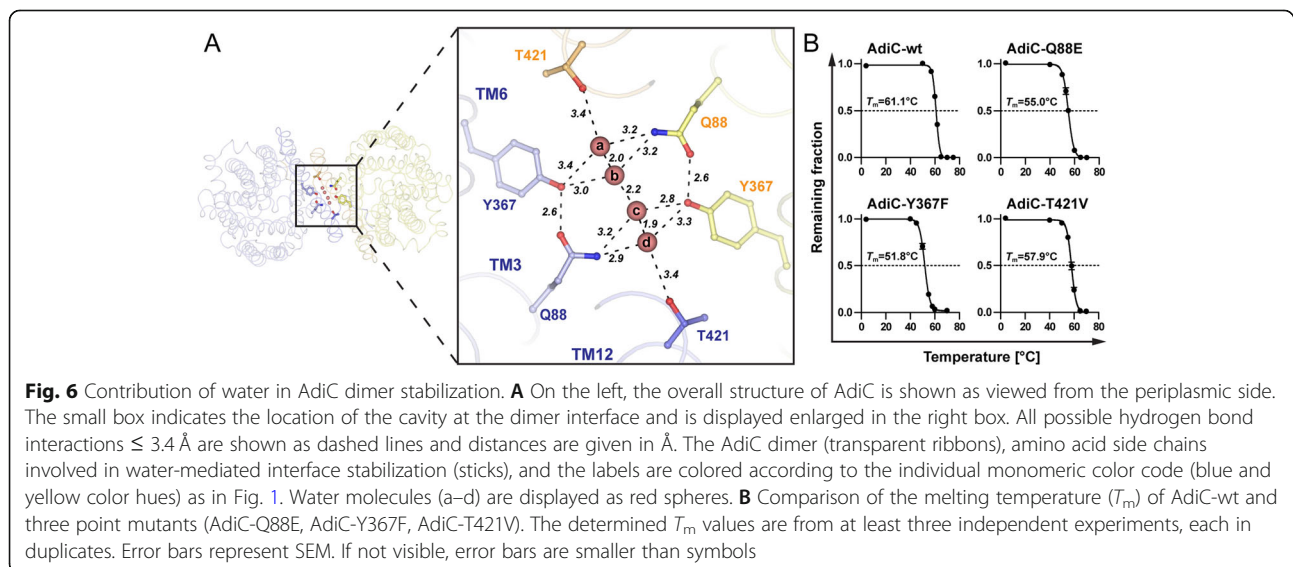 A
T421
TM6
3.4
Q88
3.2
a
2.0
3.2
3.4
b
3.0
2.2
2.6
Y367
2.6
c
2.8
Y367
1.9
3.2
d
3.3
2.9
TM3
3.4
Q88
T421
TM12
B
AdiC-wt
AdiC-Q88E
1.0
1.0
Tm=61.1°C
Tm=55.0°C
0.5
0.5
0.0
0.0
0 20 40 60 80
0 20 40 60 80
AdiC-Y367F
AdiC-T421V
1.0
1.0
Tm=51.8°C
Tm=57.9°C
0.5
0.5
0.0
0.0
0 20 40 60 80
0 20 40 60 80
Remaining fraction
Temperature [°C]
Fig. 6 Contribution of water in AdiC dimer stabilization. A On the left, the overall structure of AdiC is shown as viewed from the periplasmic side.
The small box indicates the location of the cavity at the dimer interface and is displayed enlarged in the right box. All possible hydrogen bond
interactions ≤ 3.4 Å are shown as dashed lines and distances are given in Å. The AdiC dimer (transparent ribbons), amino acid side chains
involved in water-mediated interface stabilization (sticks), and the labels are colored according to the individual monomeric color code (blue and
yellow color hues) as in Fig. 1. Water molecules (a–d) are displayed as red spheres. B Comparison of the melting temperature (Tm) of AdiC-wt and
three point mutants (AdiC-Q88E, AdiC-Y367F, AdiC-T421V). The determined Tm values are from at least three independent experiments, each in
duplicates. Error bars represent SEM. If not visible, error bars are smaller than symbols